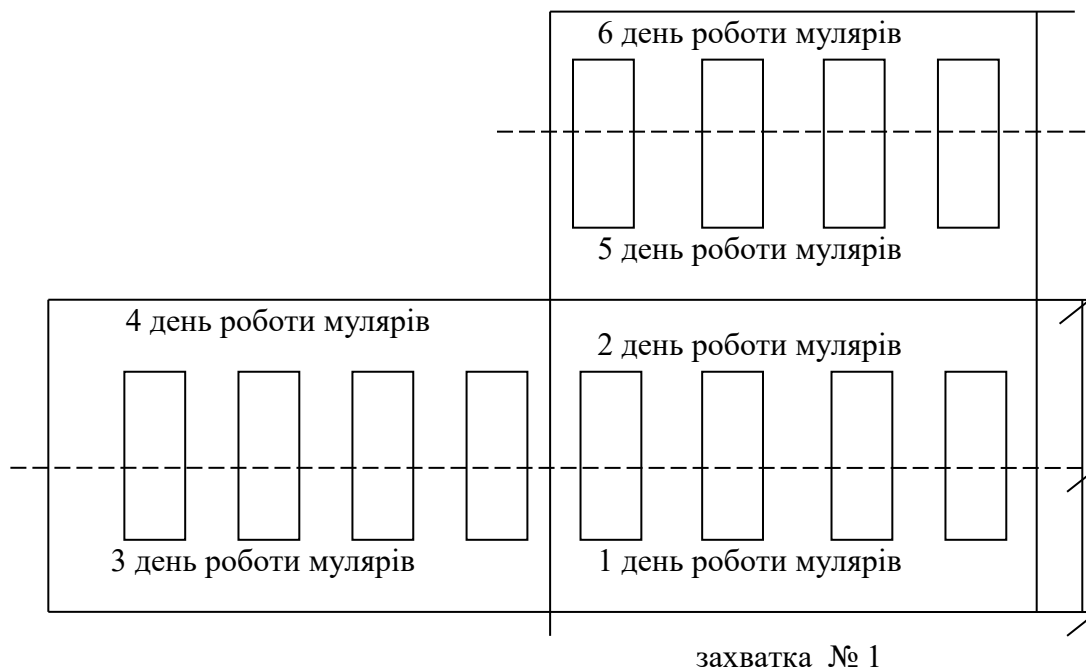 6 день роботи мулярів
5 день роботи мулярів
4 день роботи мулярів
2 день роботи мулярів
3 день роботи мулярів
1 день роботи мулярів
захватка № 1